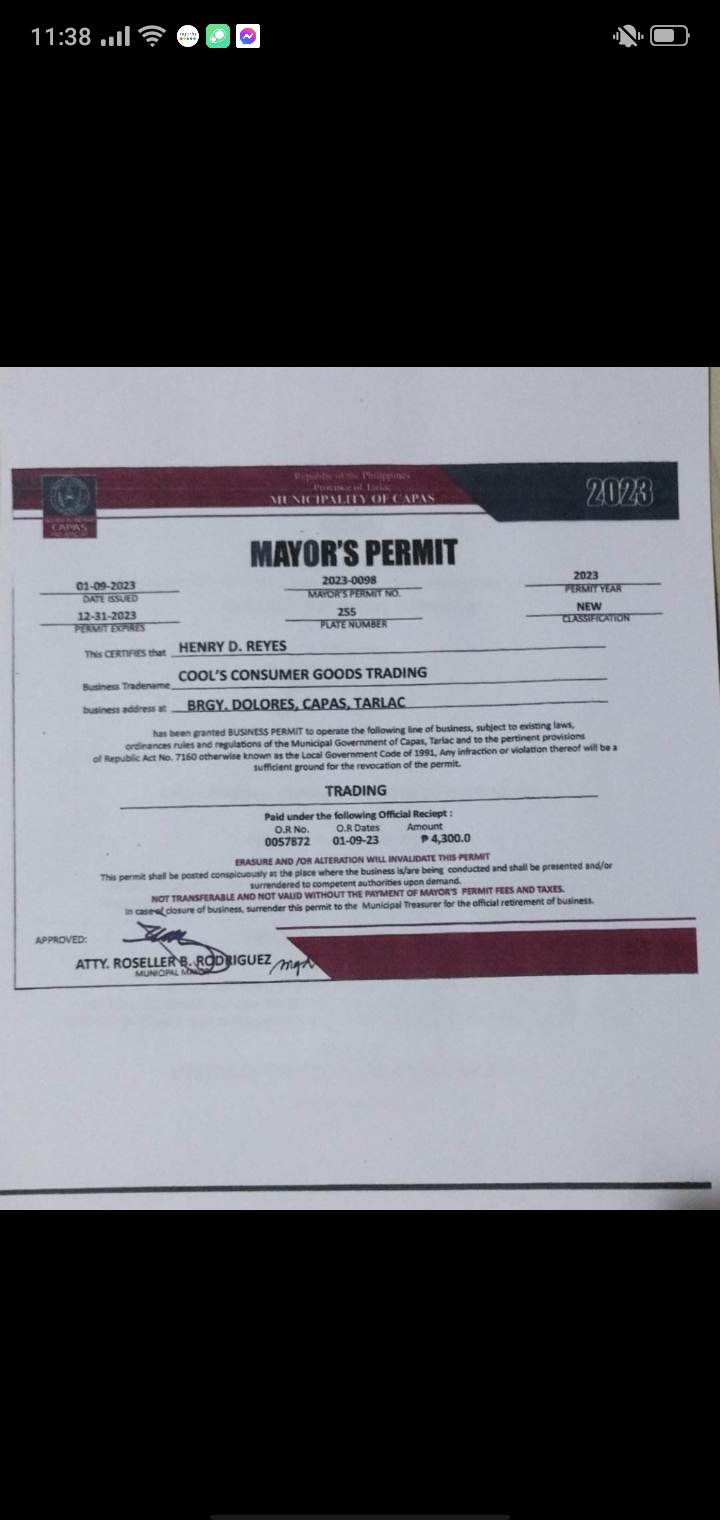 11:38
Republic of the Philippines
Province of Tarlac
MUNICIPALITY OF CAPAS
2023
CAPAS
MAYOR'S PERMIT
01-09-2023
DATE ISSUED
2023-0098
MAYOR'S PERMIT NO.
2023
PERMIT YEAR
12-31-2023
PERMIT EXPIRES
255
PLATE NUMBER
NEW
CLASSIFICATION
This CERTIFIES that HENRY D. REYES
Business Tradename COOL'S CONSUMER GOODS TRADING
business address at BRGY. DOLORES, CAPAS, TARLAC
has been granted BUSINESS PERMIT to operate the following line of business, subject to existing laws,
ordinances rules and regulations of the Municipal Government of Capas, Tarlac and to the pertinent provisions
of Republic Act No. 7160 otherwise known as the Local Government Code of 1991, Any infraction or violation thereof will be a
sufficient ground for the revocation of the permit.
TRADING
Paid under the following Official Reciept :
O.R No. O.R Dates Amount
0057872 01-09-23 ₱ 4,300.0
ERASURE AND /OR ALTERATION WILL INVALIDATE THIS PERMIT
This permit shall be posted conspicuously at the place where the business is/are being conducted and shall be presented and/or
surrendered to competent authorities upon demand.
NOT TRANSFERABLE AND NOT VALID WITHOUT THE PAYMENT OF MAYOR'S PERMIT FEES AND TAXES.
in case of closure of business, surrender this permit to the Municipal Treasurer for the official retirement of business.
APPROVED:
ATTY. ROSELLER B. RODRIGUEZ
MUNICIPAL MAYOR